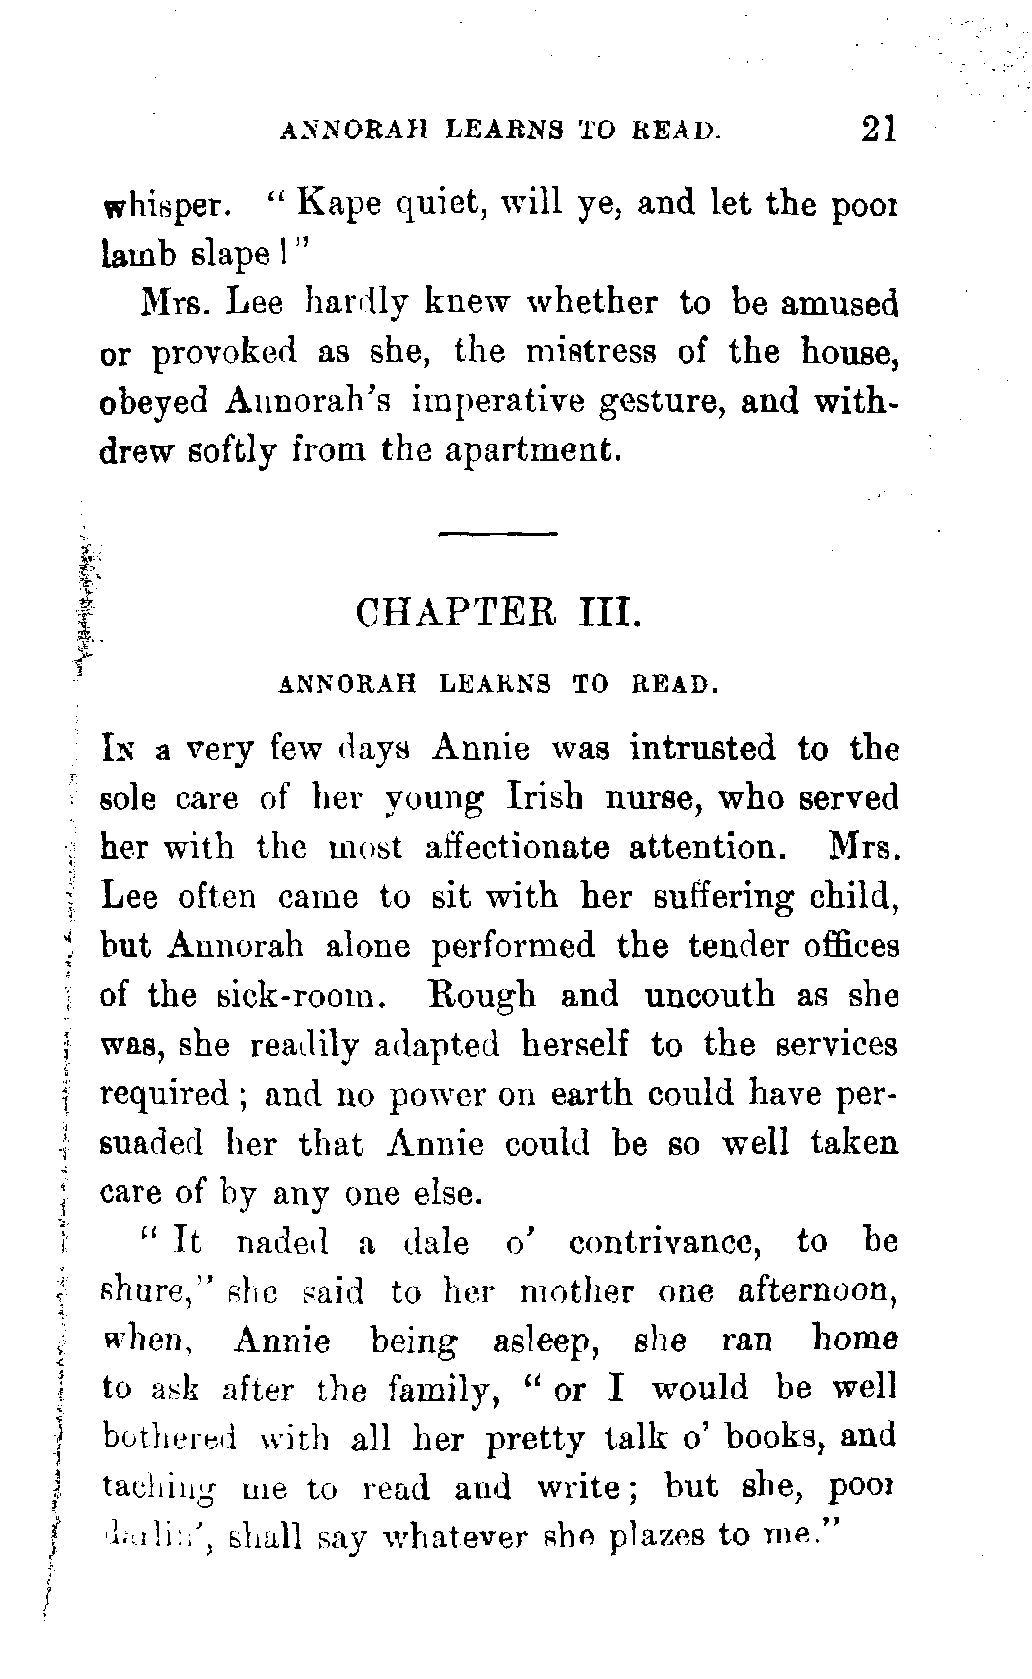 ANNORAH LEARNS TO READ. 21
whisper. " Kape quiet, will ye, and let the poor
lamb slape!"
Mrs. Lee hardly knew whether to be amused
or provoked as she, the mistress of the house,
obeyed Annorah's imperative gesture, and with-
drew softly from the apartment.
CHAPTER III.
ANNORAH LEARNS TO READ.
IN a very few days Annie was intrusted to the
sole care of her young Irish nurse, who served
her with the most affectionate attention. Mrs.
Lee often came to sit with her suffering child,
but Annorah alone performed the tender offices
of the sick-room. Rough and uncouth as she
was, she readily adapted herself to the services
required; and no power on earth could have per-
suaded her that Annie could be so well taken
care of by any one else.
" It naded a dale o' contrivance, to be
shure," she said to her mother one afternoon,
when, Annie being asleep, she ran home
to ask after the family, " or I would be well
bothered with all her pretty talk o' books, and
taching me to read and write; but she, poor
darlin', shall say whatever she plazes to me."